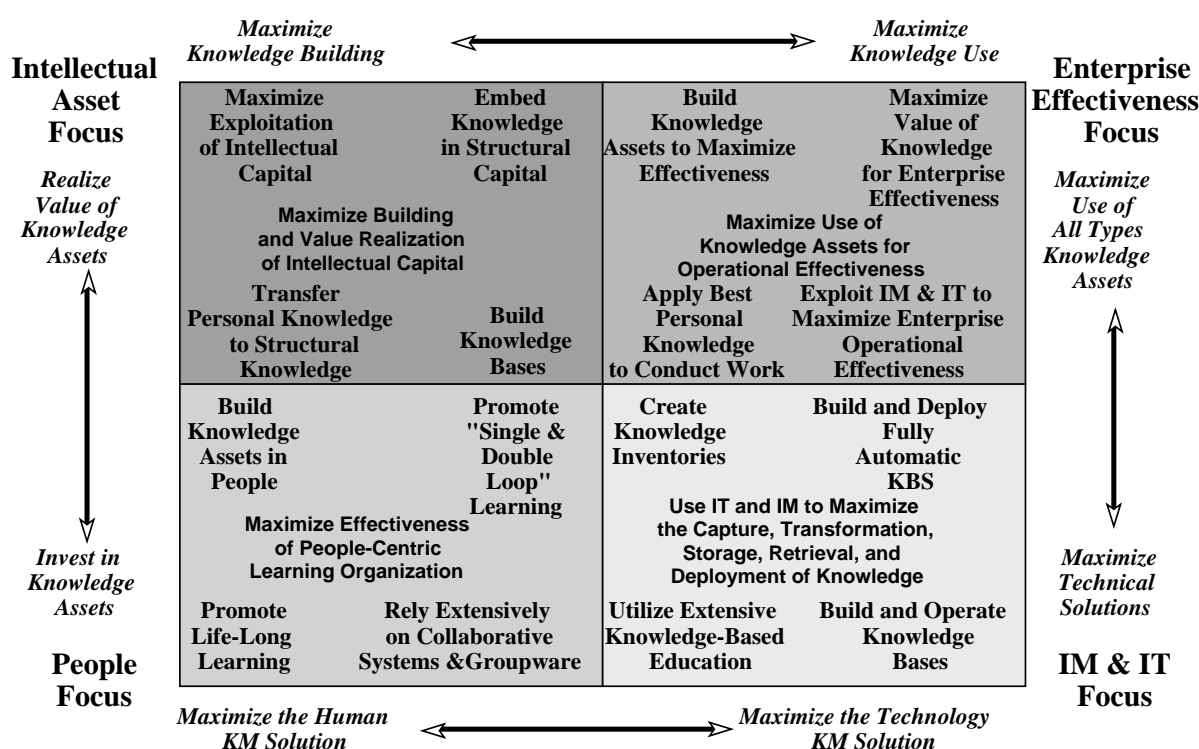 Maximize
Knowledge Building
Maximize
Knowledge Use
Intellectual
Asset
Focus
Realize
Value of
Knowledge
Assets
Invest in
Knowledge
Assets
People
Focus
Maximize
Exploitation
of Intellectual
Capital
Embed
Knowledge
in Structural
Capital
Maximize Building
and Value Realization
of Intellectual Capital
Transfer
Personal Knowledge
to Structural
Knowledge
Build
Knowledge
Bases
Build
Knowledge
Assets to Maximize
Effectiveness
Maximize
Value of
Knowledge
for Enterprise
Effectiveness
Maximize Use of
Knowledge Assets for
Operational Effectiveness
Apply Best
Personal
Knowledge
to Conduct Work
Exploit IM & IT to
Maximize Enterprise
Operational
Effectiveness
Build
Knowledge
Assets in
People
Promote
"Single &
Double
Loop"
Learning
Maximize Effectiveness
of People-Centric
Learning Organization
Promote
Life-Long
Learning
Rely Extensively
on Collaborative
Systems &Groupware
Create
Knowledge
Inventories
Build and Deploy
Fully
Automatic
KBS
Use IT and IM to Maximize
the Capture, Transformation,
Storage, Retrieval, and
Deployment of Knowledge
Utilize Extensive
Knowledge-Based
Education
Build and Operate
Knowledge
Bases
Enterprise
Effectiveness
Focus
Maximize
Use of
All Types
Knowledge
Assets
Maximize
Technical
Solutions
IM & IT
Focus
Maximize the Human
KM Solution
Maximize the Technology
KM Solution